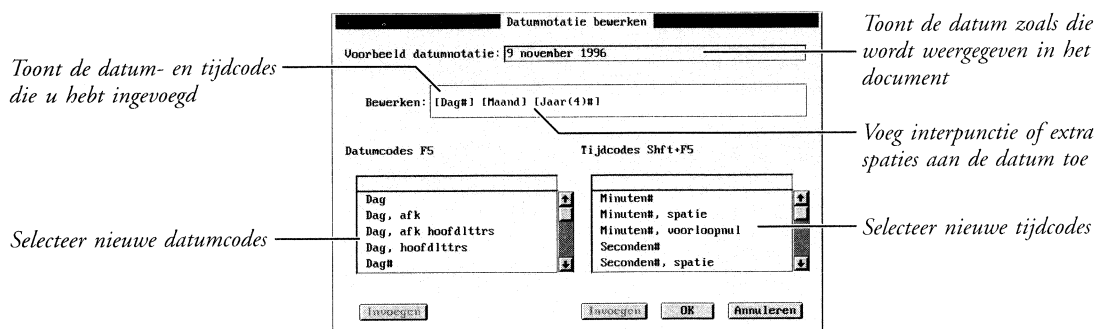 Datumnotatie bewerken
Toont de datum zoals die
wordt weergegeven in het
document
Voorbeeld datumnotatie: 9 november 1996
Toont de datum- en tijdcodes
die u hebt ingevoegd
Bewerken: [Dag#] [Maand] [Jaar(4)#]
Voeg interpunctie of extra
spaties aan de datum toe
Datumcodes F5
Tijdcodes Shft+F5
Selecteer nieuwe datumcodes
Dag
Dag, afk
Dag, afk hoofdlttrs
Dag, hoofdlttrs
Dag#
Minuten#
Minuten#, spatie
Minuten#, voorloopnul
Seconden#
Seconden#, spatie
Selecteer nieuwe tijdcodes
Invoegen
Invoegen
OK
Annuleren